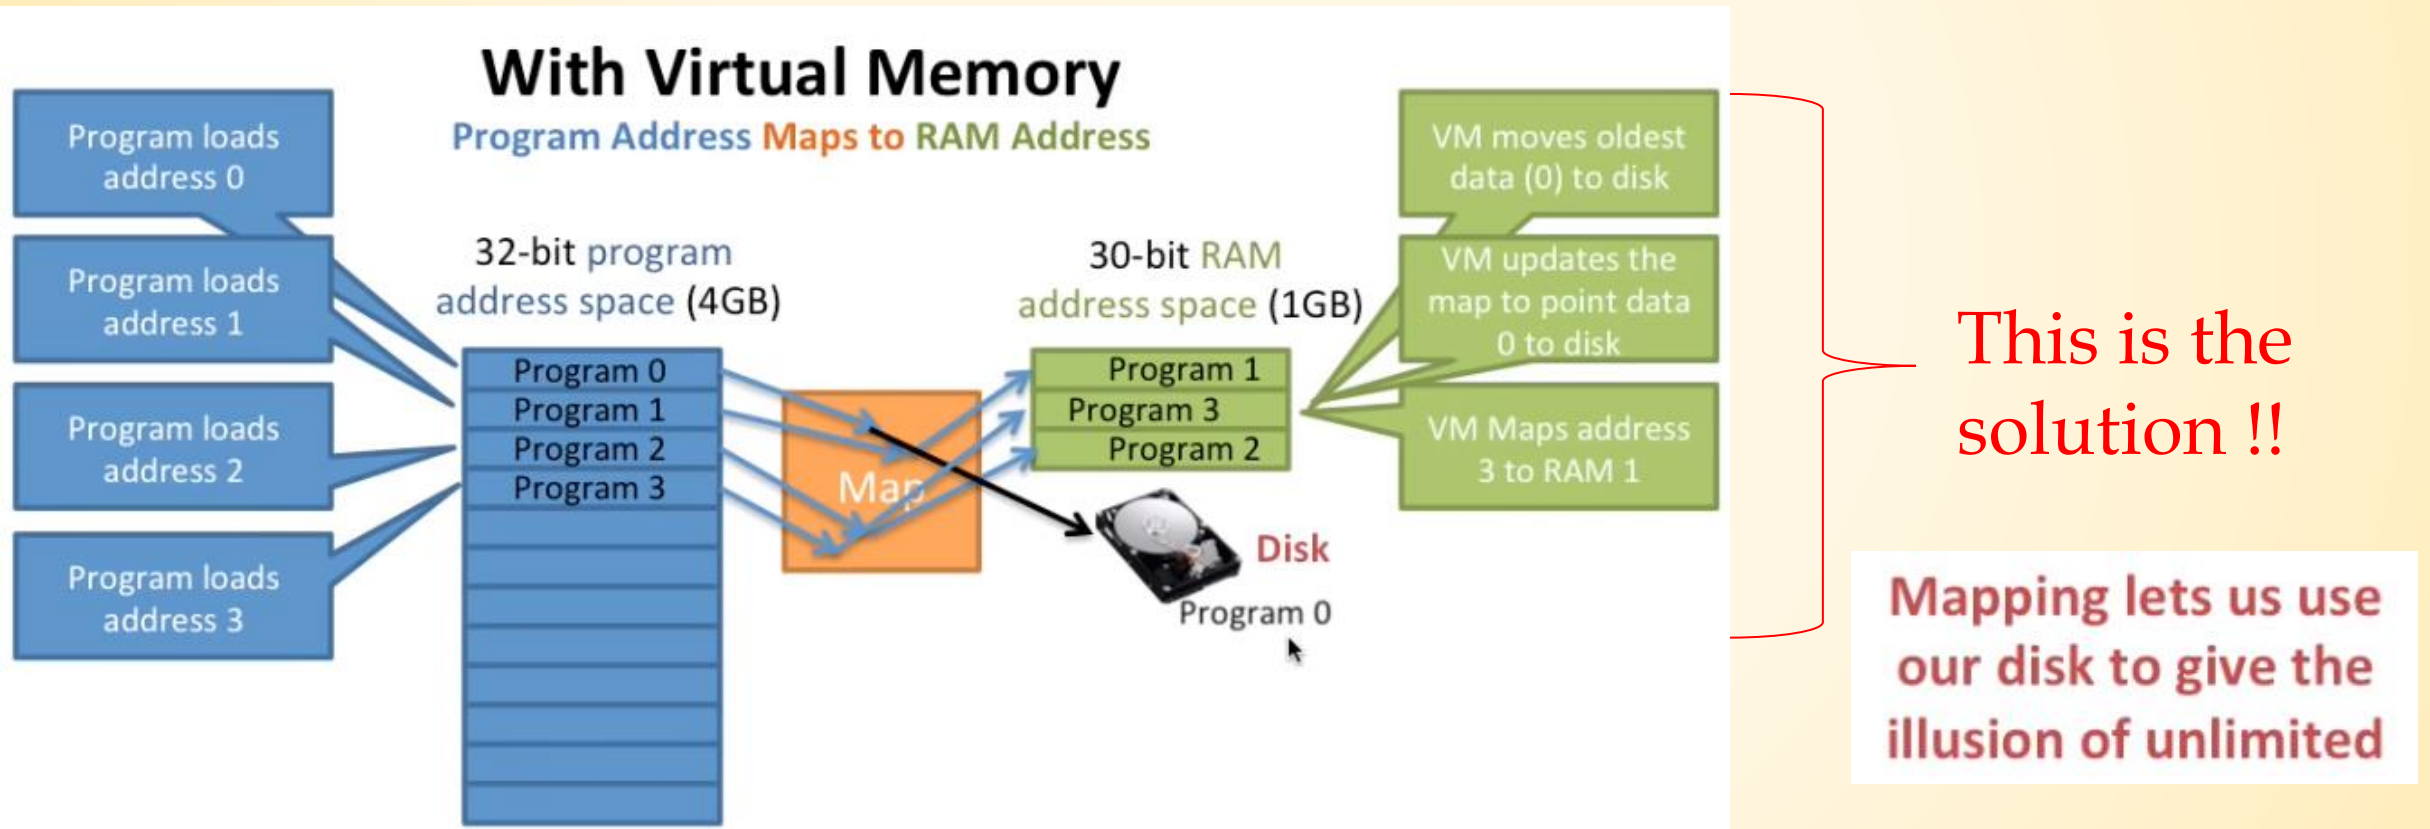 With Virtual Memory
Program Address Maps to RAM Address
Program loads
address 0
Program loads
address 1
Program loads
address 2
Program loads
address 3
32-bit program
address space (4GB)
Program 0
Program 1
Program 2
Program 3
Map
30-bit RAM
address space (1GB)
Program 1
Program 3
Program 2
Disk
Program 0
VM moves oldest
data (0) to disk
VM updates the
map to point data
0 to disk
VM Maps address
3 to RAM 1
This is the
solution !!
Mapping lets us use
our disk to give the
illusion of unlimited